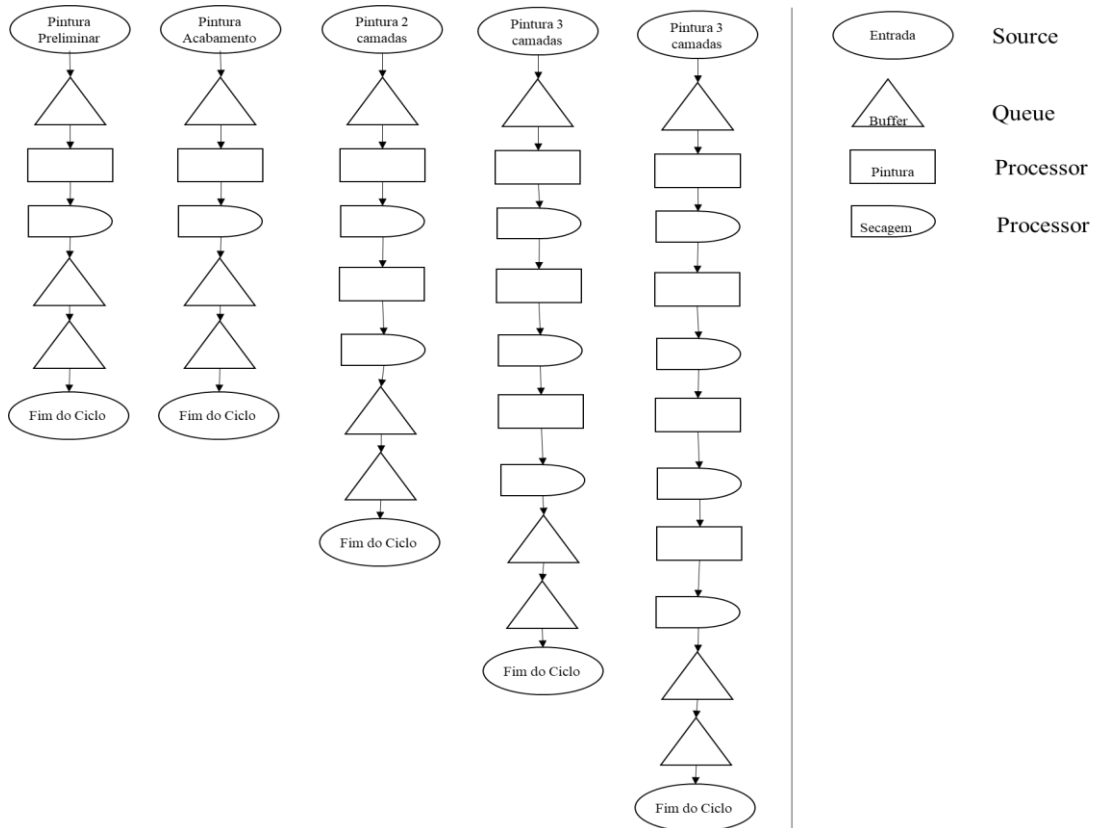 Pintura
Preliminar
Pintura
Acabamento
Pintura 2
camadas
Pintura 3
camadas
Pintura 3
camadas
Fim do Ciclo
Fim do Ciclo
Fim do Ciclo
Fim do Ciclo
Fim do Ciclo
Entrada
Source
Buffer
Queue
Pintura
Processor
Secagem
Processor